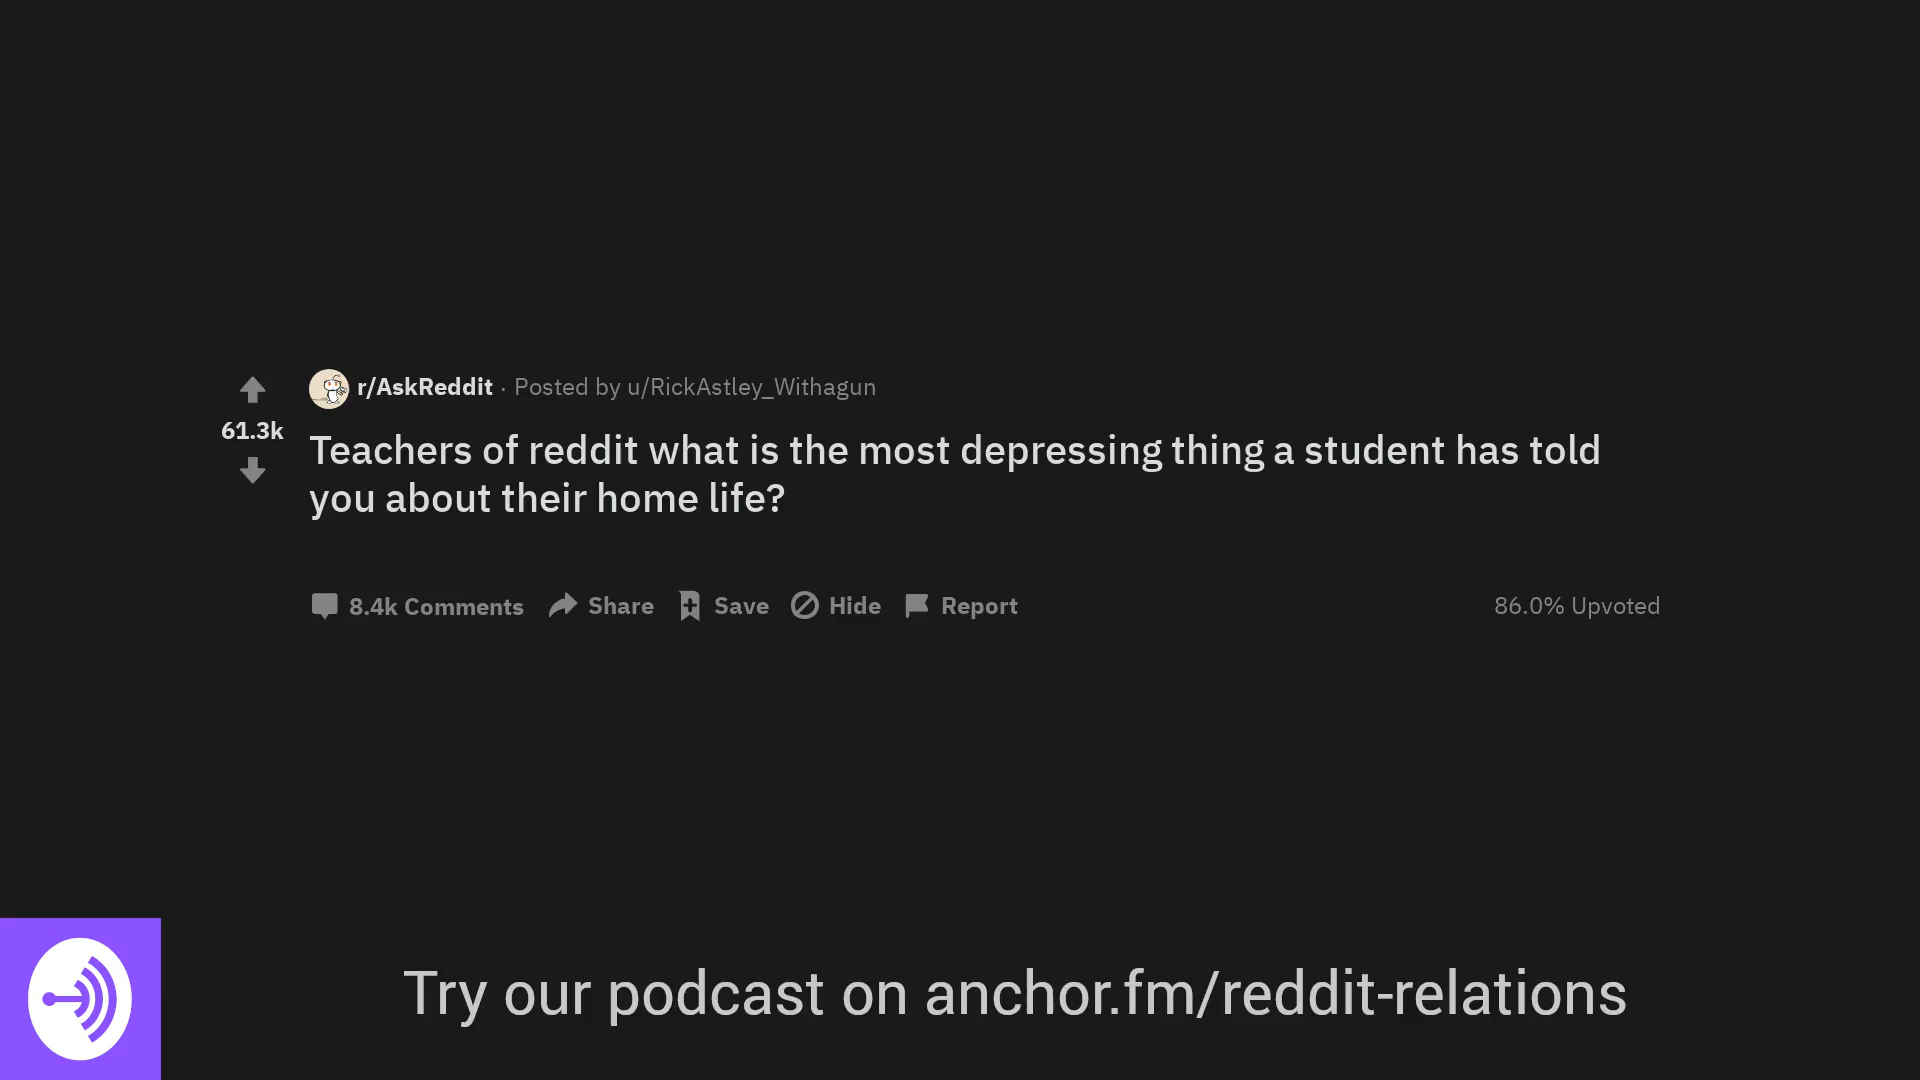 r/AskReddit · Posted by u/RickAstley_Withagun
61.3k
Teachers of reddit what is the most depressing thing a student has told
you about their home life?
8.4k Comments Share Save Hide Report 86.0% Upvoted
Try our podcast on anchor.fm/reddit-relations